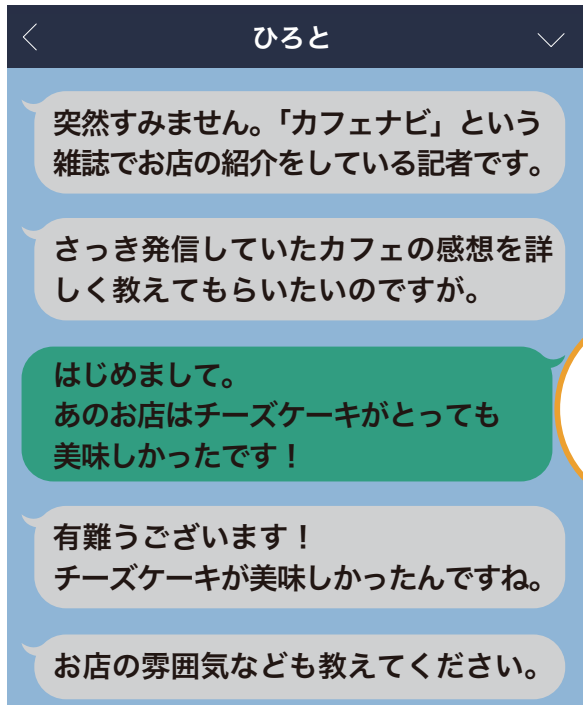 ひろと
突然すみません。「カフェナビ」という
雑誌でお店の紹介をしている記者です。
さっき発信していたカフェの感想を詳
しく教えてもらいたいのですが。
はじめまして。
あのお店はチーズケーキがとっても
美味しかったです！
有難うございます！
チーズケーキが美味しかったんですね。
お店の雰囲気なども教えてください。